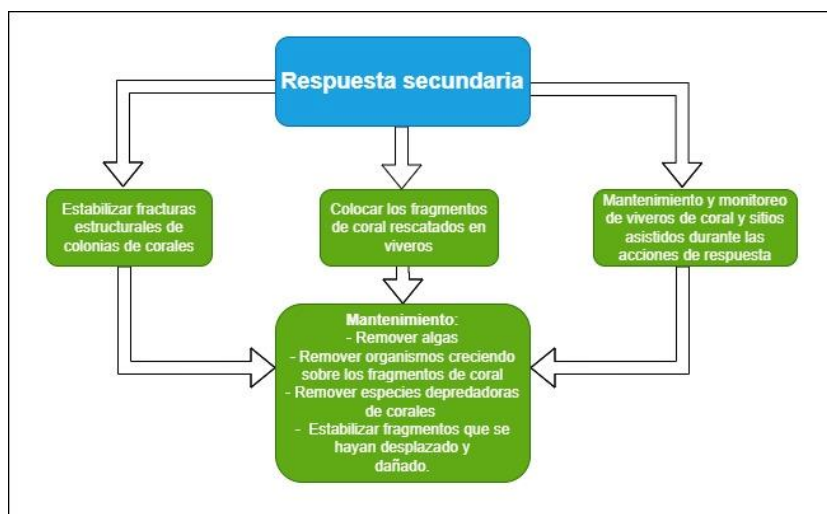 Respuesta secundaria
Estabilizar fracturas
estructurales de
colonias de corales
Colocar los fragmentos
de coral rescatados en
viveros
Mantenimiento y monitoreo
de viveros de coral y sitios
asistidos durante las
acciones de respuesta
Mantenimiento:
- Remover algas
- Remover organismos creciendo
sobre los fragmentos de coral
- Remover especies depredadoras
de corales
- Estabilizar fragmentos que se
hayan desplazado y
dañado.